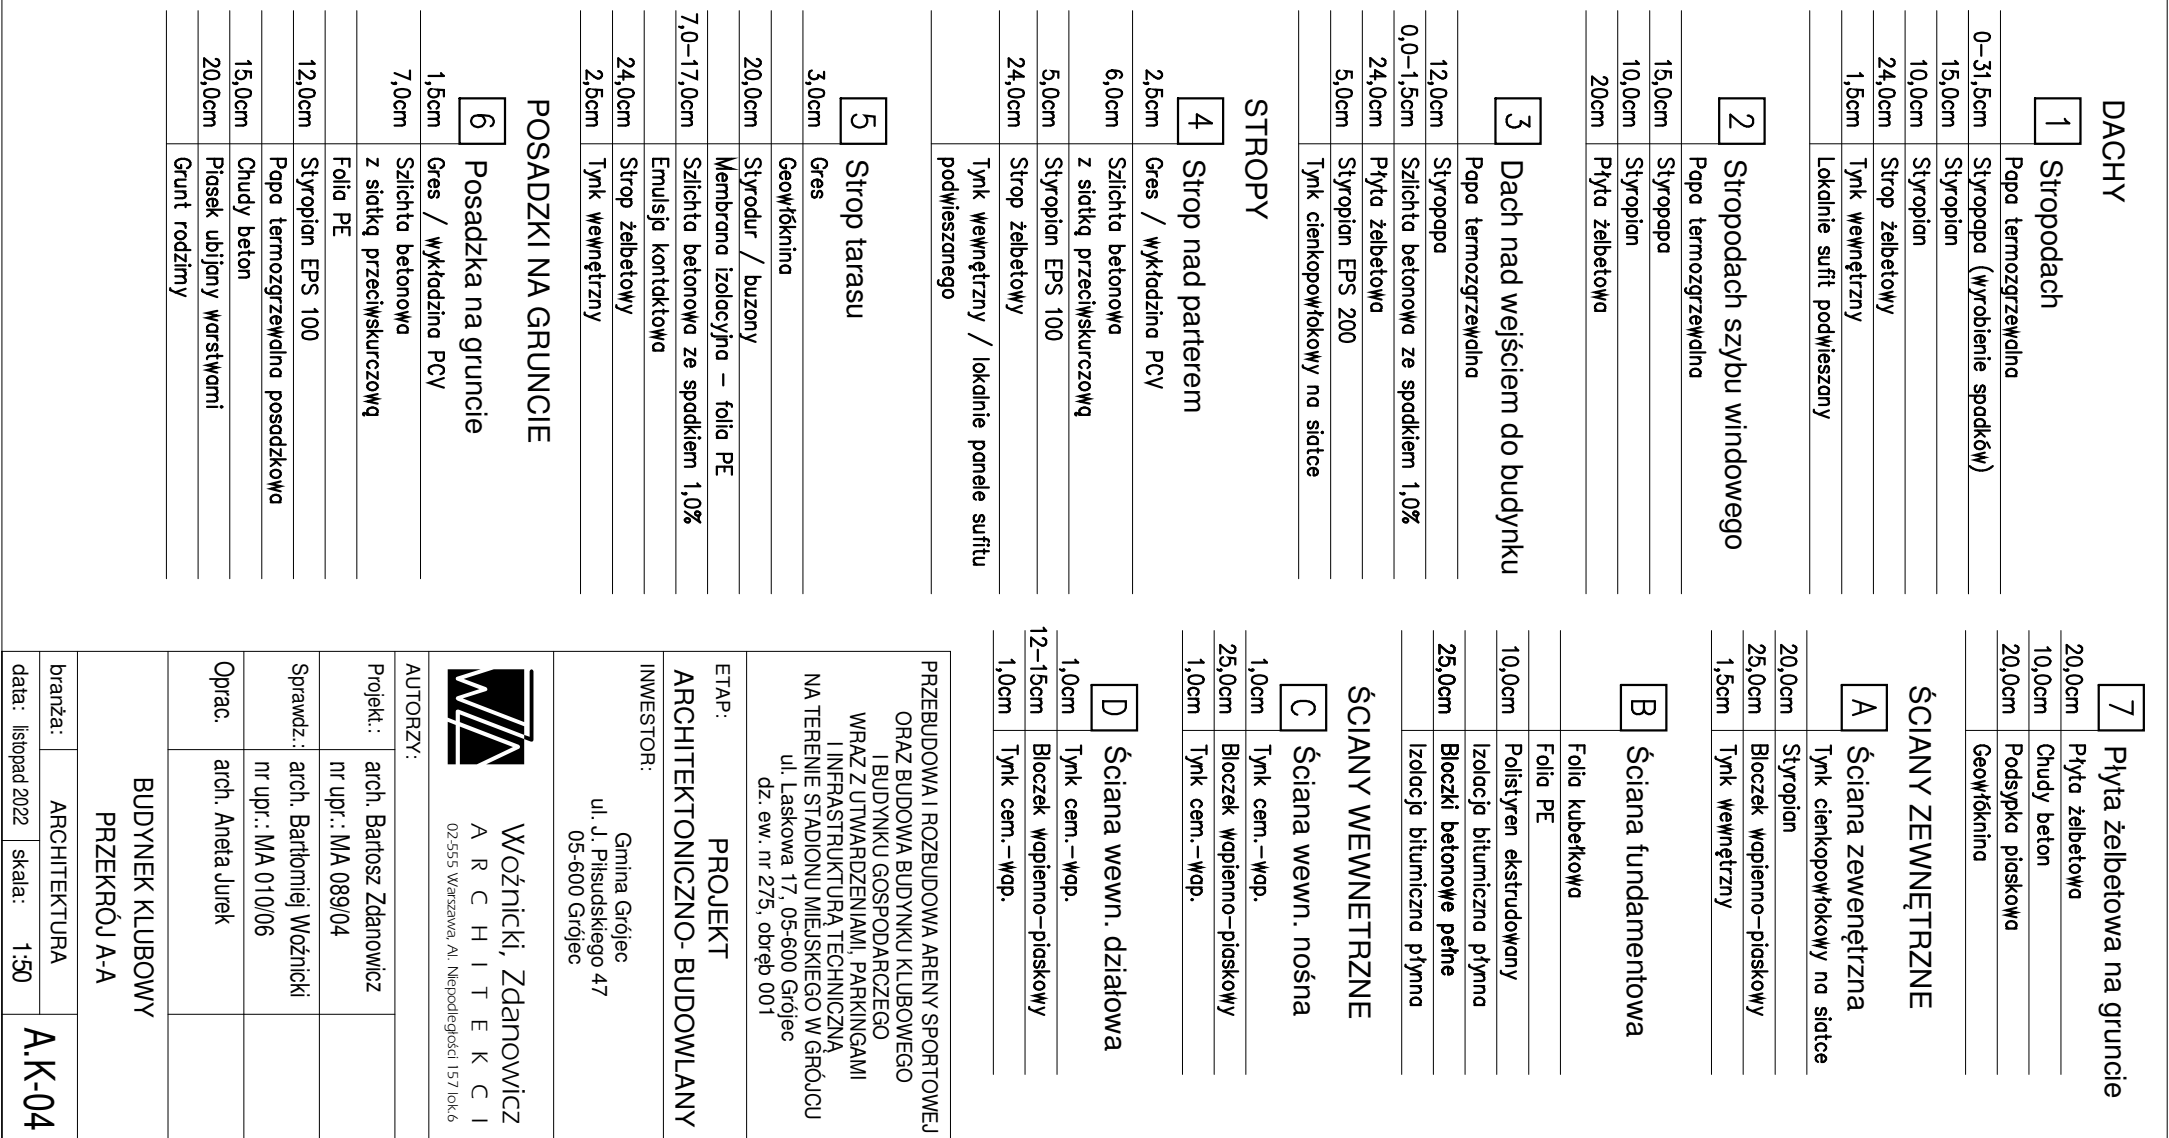 DACHY
1 Stropodach
Papa termozgrzewalna
0-31,5cm Styropapa (wyrobienie spadków)
15,0cm Styropian
10,0cm Styropian
24,0cm Strop żelbetowy
1,5cm Tynk wewnętrzny
Lokalnie sufit podwieszany
2 Stropodach szybu windowego
Papa termozgrzewalna
15,0cm Styropapa
10,0cm Styropian
20cm Płyta żelbetowa
3 Dach nad wejściem do budynku
Papa termozgrzewalna
12,0cm Styropapa
0,0-1,5cm Szlichta betonowa ze spadkiem 1,0%
24,0cm Płyta żelbetowa
5,0cm Styropian EPS 200
Tynk cienkopowłokowy na siatce
STROPY
4 Strop nad parterem
2,5cm Gres / wykładzina PCV
6,0cm Szlichta betonowa
z siatką przeciwskurczową
5,0cm Styropian EPS 100
24,0cm Strop żelbetowy
Tynk wewnętrzny / lokalnie panele sufitu
podwieszanego
5 Strop tarasu
3,0cm Gres
Geowłóknina
20,0cm Styrodur / buzony
Membrana izolacyjna - folia PE
7,0-17,0cm Szlichta betonowa ze spadkiem 1,0%
Emulsja kontaktowa
24,0cm Strop żelbetowy
2,5cm Tynk wewnętrzny
POSADZKI NA GRUNCIE
6 Posadzka na gruncie
1,5cm Gres / wykładzina PCV
7,0cm Szlichta betonowa
z siatką przeciwskurczową
Folia PE
12,0cm Styropian EPS 100
Papa termozgrzewalna posadzkowa
15,0cm Chudy beton
20,0cm Piasek ubijany warstwami
Grunt rodzimy
7 Płyta żelbetowa na gruncie
20,0cm Płyta żelbetowa
10,0cm Chudy beton
20,0cm Podsypka piaskowa
Geowłóknina
ŚCIANY ZEWNĘTRZNE
A Ściana zewenętrzna
Tynk cienkopowłokowy na siatce
20,0cm Styropian
25,0cm Bloczek wapienno-piaskowy
1,5cm Tynk wewnętrzny
B Ściana fundamentowa
Folia kubełkowa
Folia PE
10,0cm Polistyren ekstrudowany
Izolacja bitumiczna płynna
25,0cm Bloczki betonowe pełne
Izolacja bitumiczna płynna
ŚCIANY WEWNETRZNE
C Ściana wewn. nośna
1,0cm Tynk cem.-wap.
25,0cm Bloczek wapienno-piaskowy
1,0cm Tynk cem.-wap.
D Ściana wewn. działowa
1,0cm Tynk cem.-wap.
12-15cm Bloczek wapienno-piaskowy
1,0cm Tynk cem.-wap.
PRZEBUDOWA I ROZBUDOWA ARENY SPORTOWEJ
ORAZ BUDOWA BUDYNKU KLUBOWEGO
I BUDYNKU GOSPODARCZEGO
WRAZ Z UTWARDZENIAMI, PARKINGAMI
I INFRASTRUKTURĄ TECHNICZNĄ
NA TERENIE STADIONU MIEJSKIEGO W GRÓJCU
ul. Laskowa 17, 05-600 Grójec
dz. ew. nr 275, obręb 001
ETAP: PROJEKT
ARCHITEKTONICZNO- BUDOWLANY
INWESTOR:
Gmina Grójec
ul. J. Piłsudskiego 47
05-600 Grójec
Woźnicki, Zdanowicz
A R C H I T E K C I
02-555 Warszawa, Al. Niepodległości 157 lok.6
AUTORZY:
Projekt.: arch. Bartosz Zdanowicz
nr upr.: MA 089/04
Sprawdz.: arch. Bartłomiej Woźnicki
nr upr.: MA 010/06
Oprac. arch. Aneta Jurek
BUDYNEK KLUBOWY
PRZEKRÓJ A-A
branża: ARCHITEKTURA
data: listopad 2022 skala: 1:50
A.K-04